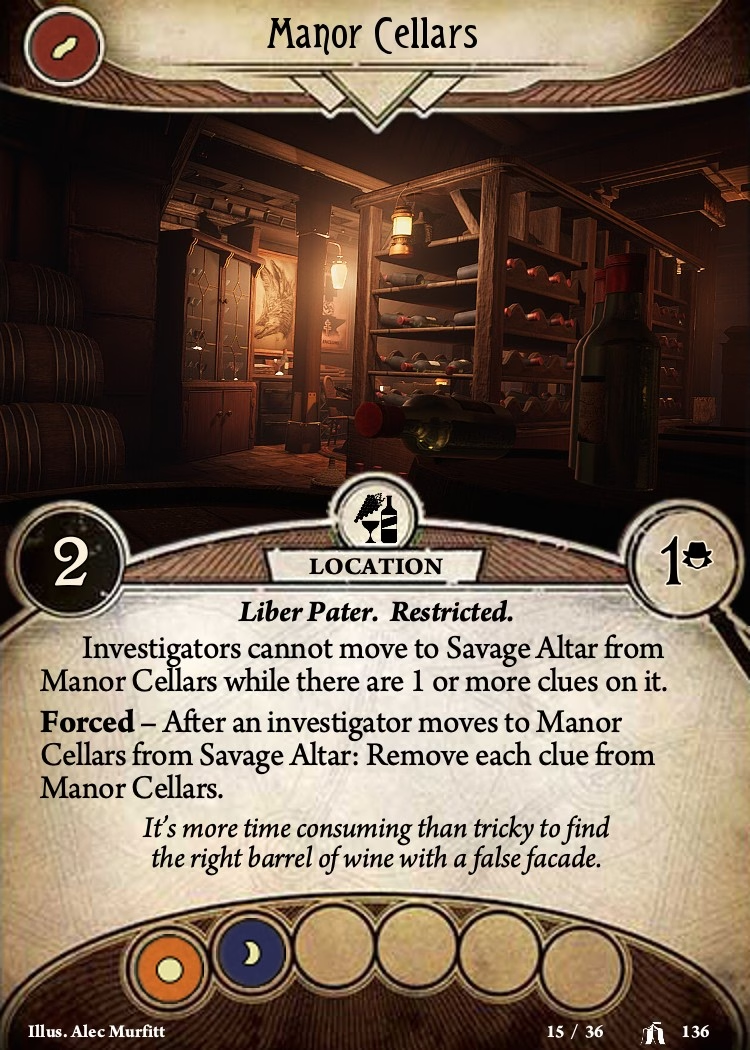 Manor Cellars
2
LOCATION
1
Liber Pater. Restricted.
Investigators cannot move to Savage Altar from
Manor Cellars while there are 1 or more clues on it.
Forced – After an investigator moves to Manor
Cellars from Savage Altar: Remove each clue from
Manor Cellars.
It's more time consuming than tricky to find
the right barrel of wine with a false facade.
Illus. Alec Murfitt
15 / 36
136